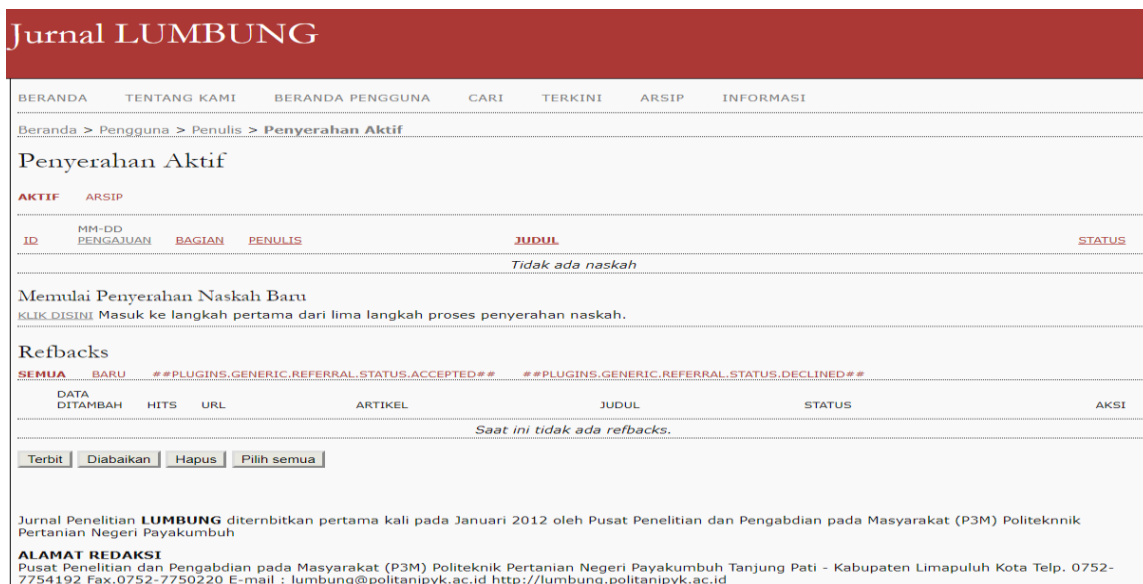 Jurnal LUMBUNG
BERANDA TENTANG KAMI BERANDA PENGGUNA CARI TERKINI ARSIP INFORMASI
Beranda > Pengguna > Penulis > Penyerahan Aktif
Penyerahan Aktif
AKTIF ARSIP
ID MM-DD PENGAJUAN BAGIAN PENULIS JUDUL STATUS
Tidak ada naskah
Memulai Penyerahan Naskah Baru
KLIK DISINI Masuk ke langkah pertama dari lima langkah proses penyerahan naskah.
Refbacks
SEMUA BARU ##PLUGINS.GENERIC.REFERRAL.STATUS.ACCEPTED## ##PLUGINS.GENERIC.REFERRAL.STATUS.DECLINED##
DATA DITAMBAH HITS URL ARTIKEL JUDUL STATUS AKSI
Saat ini tidak ada refbacks.
Terbit Diabaikan Hapus Pilih semua
Jurnal Penelitian LUMBUNG diternbitkan pertama kali pada Januari 2012 oleh Pusat Penelitian dan Pengabdian pada Masyarakat (P3M) Politeknnik
Pertanian Negeri Payakumbuh
ALAMAT REDAKSI
Pusat Penelitian dan Pengabdian pada Masyarakat (P3M) Politeknik Pertanian Negeri Payakumbuh Tanjung Pati - Kabupaten Limapuluh Kota Telp. 0752-
7754192 Fax.0752-7750220 E-mail : lumbung@politanipyk.ac.id http://lumbung.politanipyk.ac.id